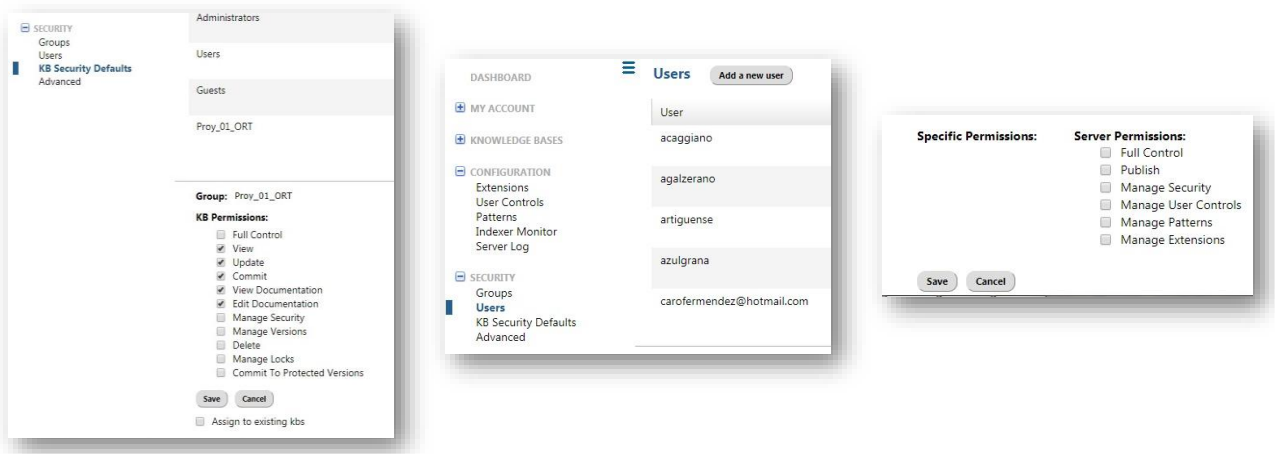 SECURITY
Groups
Users
KB Security Defaults
Advanced
Administrators
Users
Guests
Proy_01_ORT
Group: Proy_01_ORT
KB Permissions:
Full Control
View
Update
Commit
View Documentation
Edit Documentation
Manage Security
Manage Versions
Delete
Manage Locks
Commit To Protected Versions
Save Cancel
Assign to existing kbs
DASHBOARD
MY ACCOUNT
KNOWLEDGE BASES
CONFIGURATION
Extensions
User Controls
Patterns
Indexer Monitor
Server Log
SECURITY
Groups
Users
KB Security Defaults
Advanced
Users Add a new user
User
acaggiano
agalzerano
artiguense
azulgrana
carofermendez@hotmail.com
Specific Permissions: Server Permissions:
Full Control
Publish
Manage Security
Manage User Controls
Manage Patterns
Manage Extensions
Save Cancel